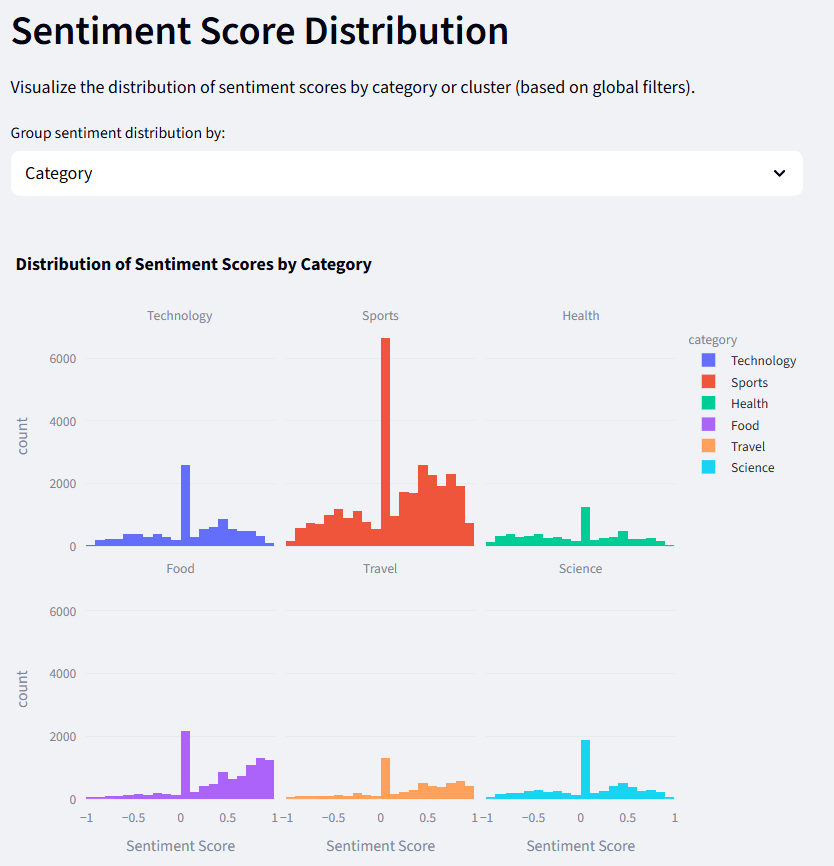 Sentiment Score Distribution
Visualize the distribution of sentiment scores by category or cluster (based on global filters).
Group sentiment distribution by:
Category
Distribution of Sentiment Scores by Category
Technology Sports Health
category
Technology
Sports
Health
Food
Travel
Science
6000
4000
2000
0
count
Food Travel Science
6000
4000
2000
0
count
−1 −0.5 0 0.5 1 −1 −0.5 0 0.5 1 −1 −0.5 0 0.5 1
Sentiment Score Sentiment Score Sentiment Score